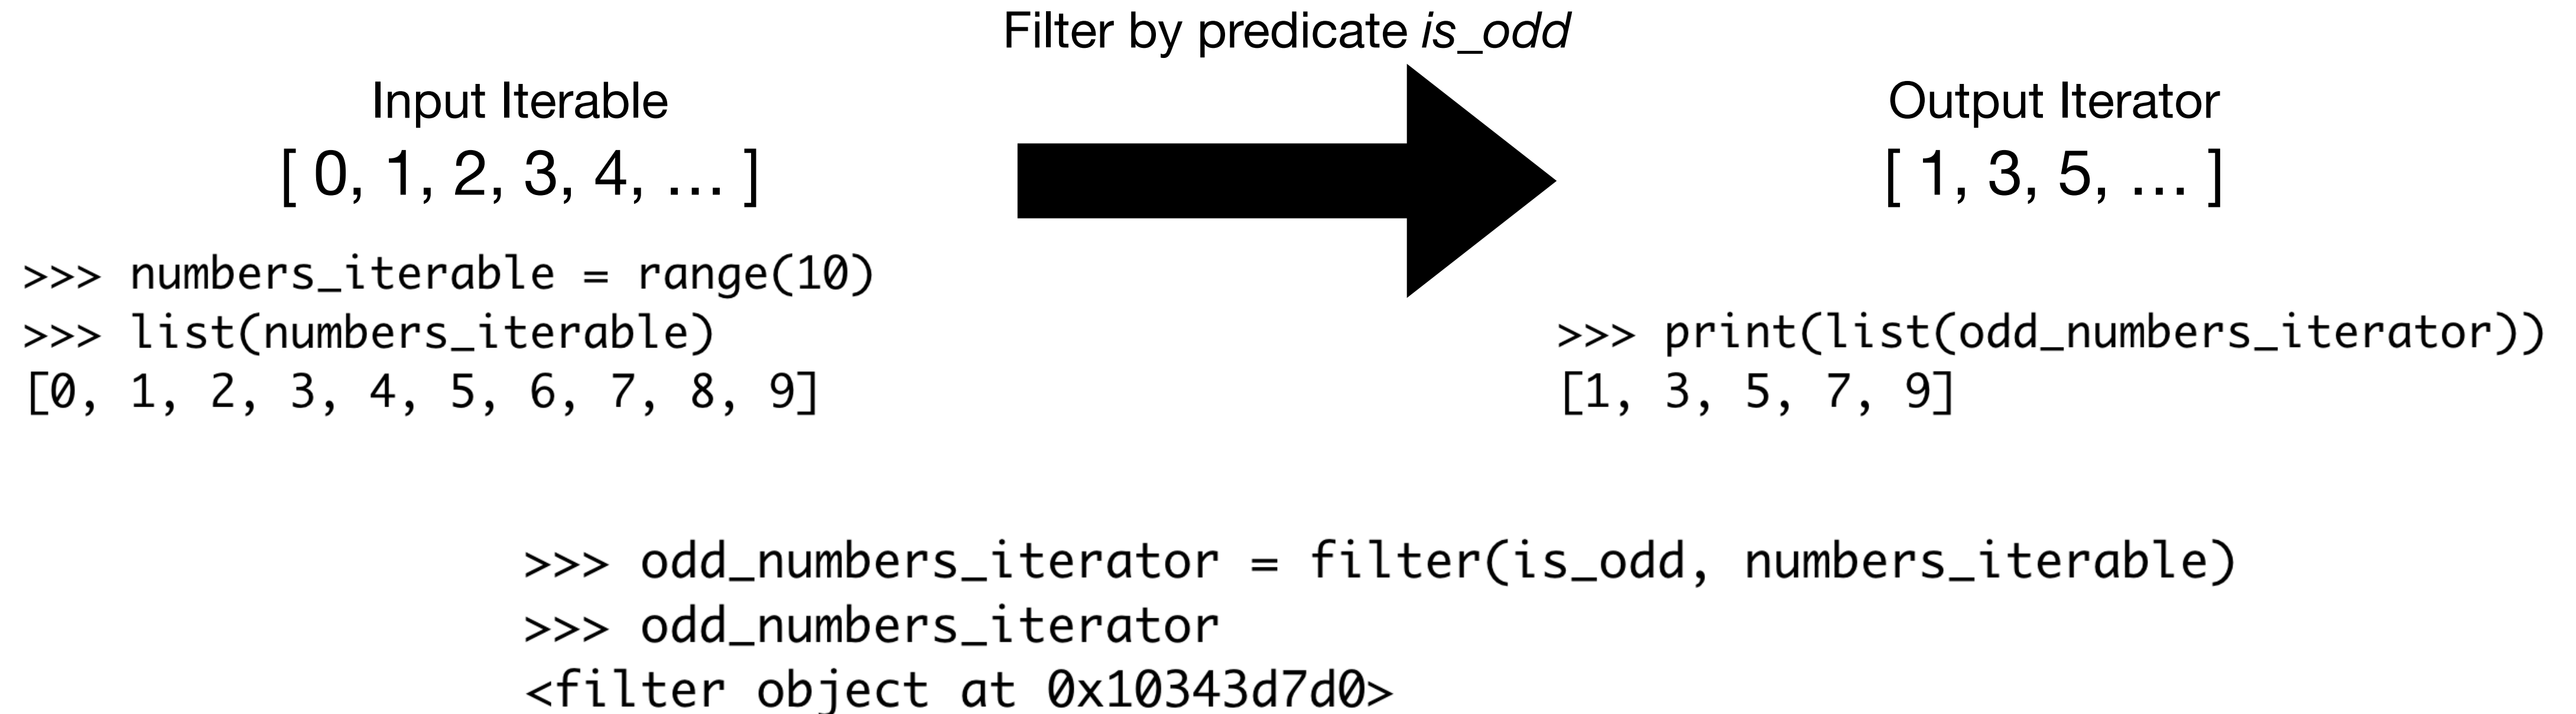 Filter by predicate is_odd
Input Iterable
[ 0, 1, 2, 3, 4, … ]
Output Iterator
[ 1, 3, 5, … ]
>>> numbers_iterable = range(10)
>>> list(numbers_iterable)
[0, 1, 2, 3, 4, 5, 6, 7, 8, 9]
>>> print(list(odd_numbers_iterator))
[1, 3, 5, 7, 9]
>>> odd_numbers_iterator = filter(is_odd, numbers_iterable)
>>> odd_numbers_iterator
<filter object at 0x10343d7d0>